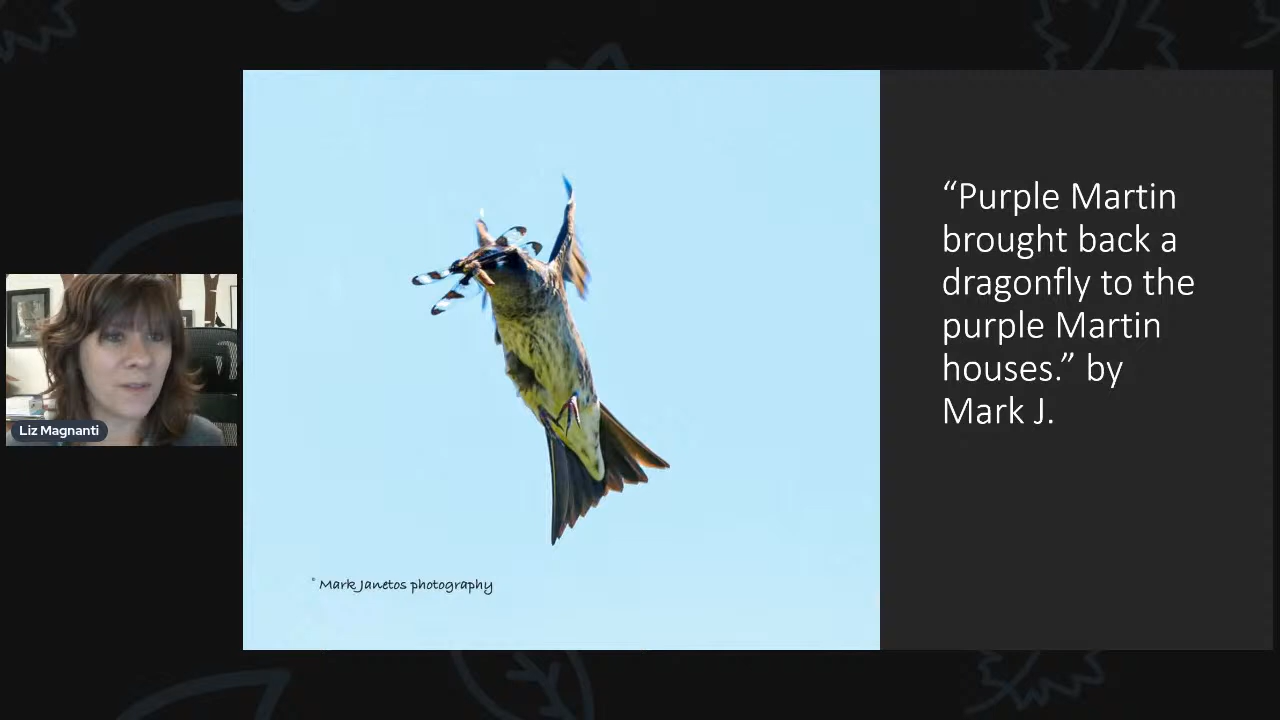 “Purple Martin
brought back a
dragonfly to the
purple Martin
houses.” by
Mark J.
Liz Magnanti
Mark Janetos photography